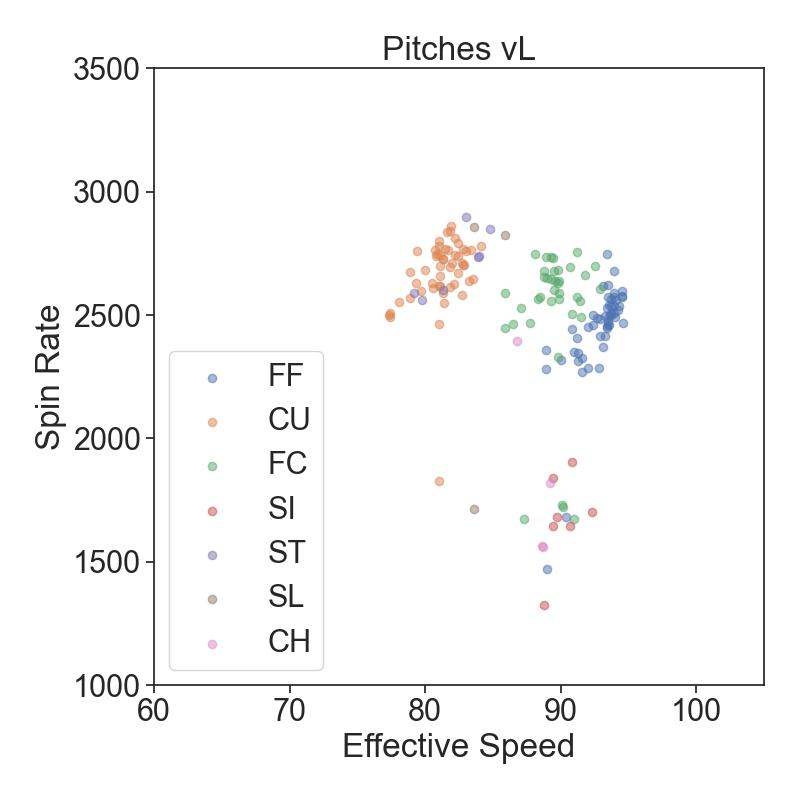 Pitches vL
3500
3000
2500
2000
1500
1000
Spin Rate
FF
CU
FC
SI
ST
SL
CH
60 70 80 90 100
Effective Speed